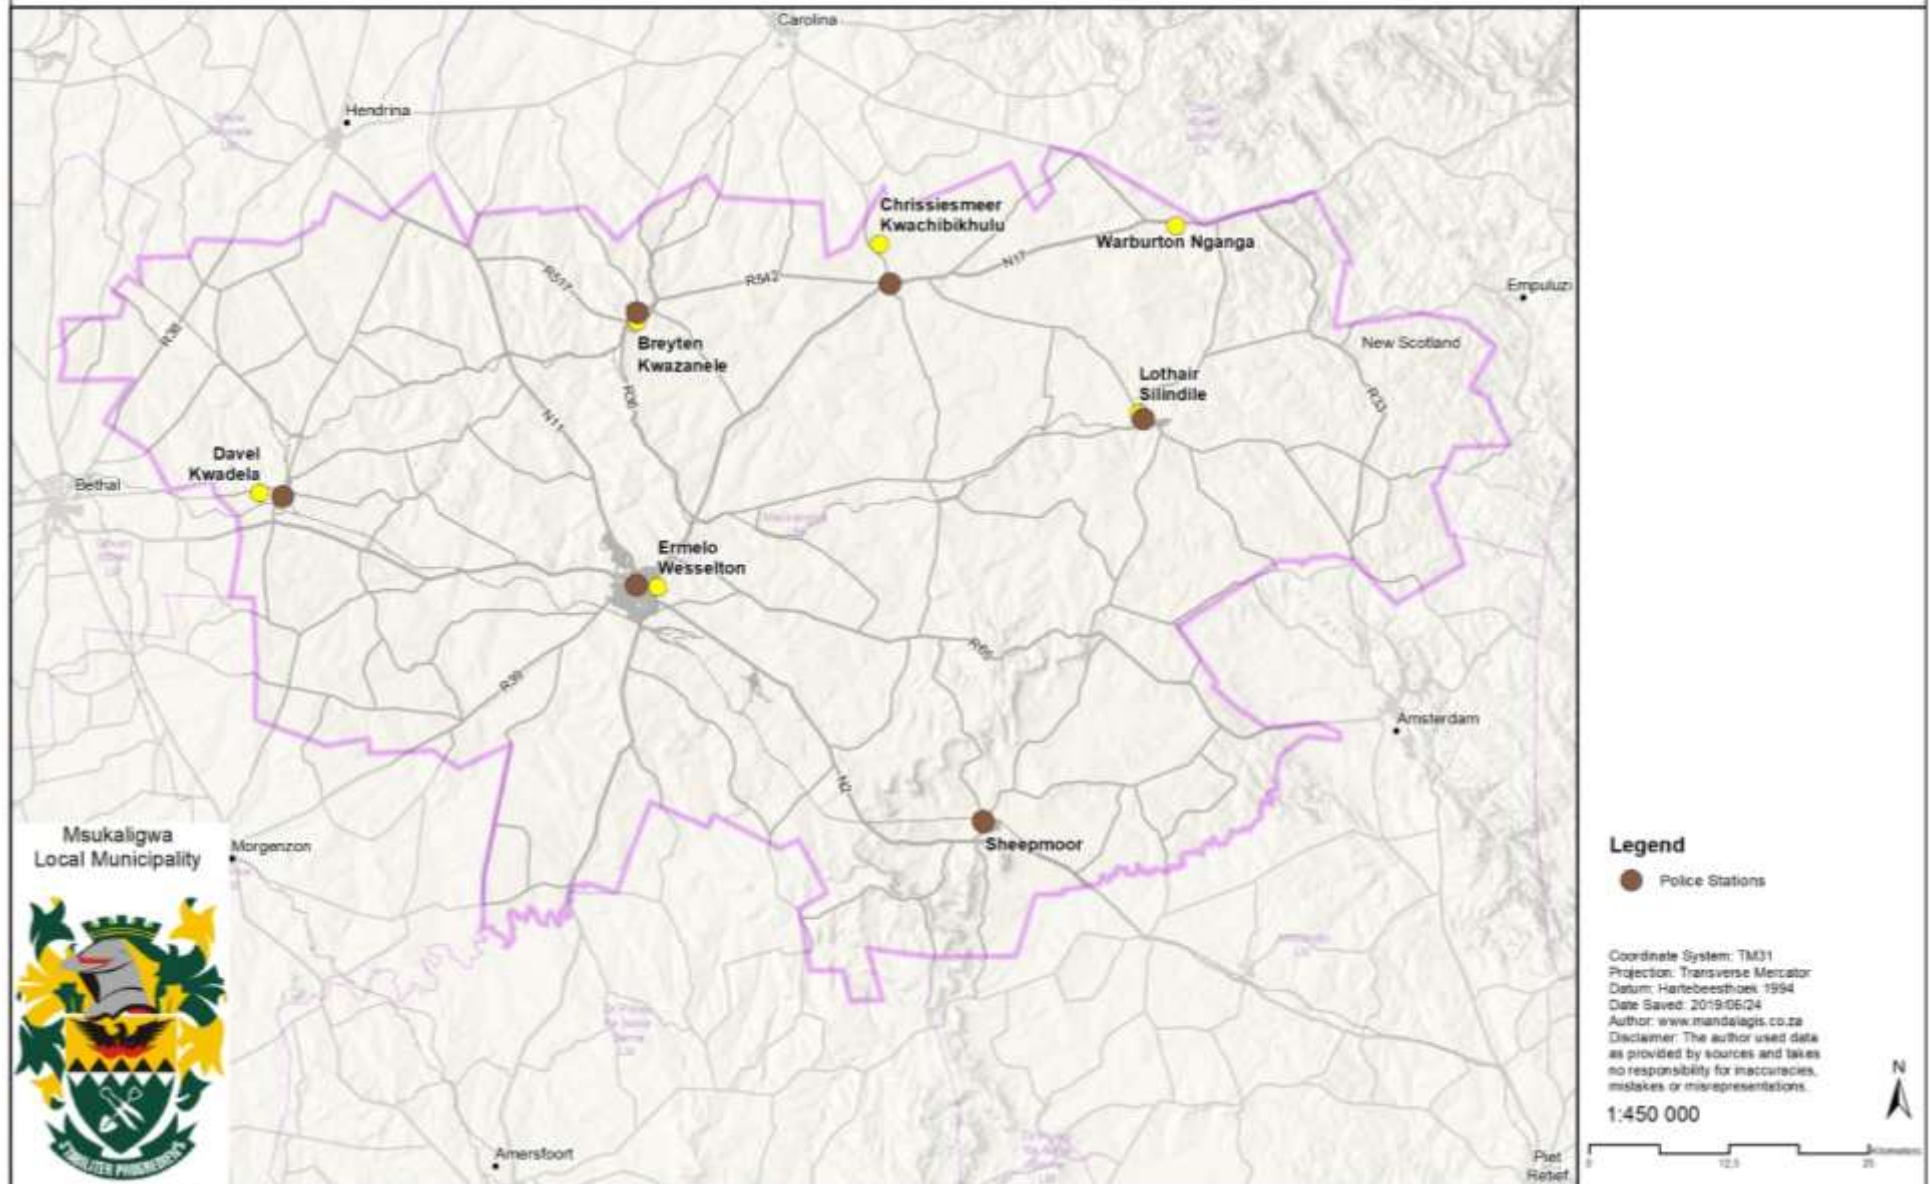 Carolina
Hendrina
Chrissiesmeer
Kwachibikhulu
Warburton Nganga
N17
R542
R517
Empuluzi
R38
New Scotland
Breyten
Kwazanele
Lothair
Silindile
R36
R33
N11
Davel
Kwadela
Bethal
Ermelo
Wesselton
R65
R39
Amsterdam
N2
Sheepmoor
Msukaligwa
Local Municipality
Morgenzon
Amersfoort
Piet
Retief
Legend
Police Stations
Coordinate System: TM31
Projection: Transverse Mercator
Datum: Hartebeesthoek 1994
Date Saved: 2019/06/24
Author: www.mandalagis.co.za
Disclaimer: The author used data
as provided by sources and takes
no responsibility for inaccuracies,
mistakes or misrepresentations.
N
1:450 000
0 12,5 25 Kilometers